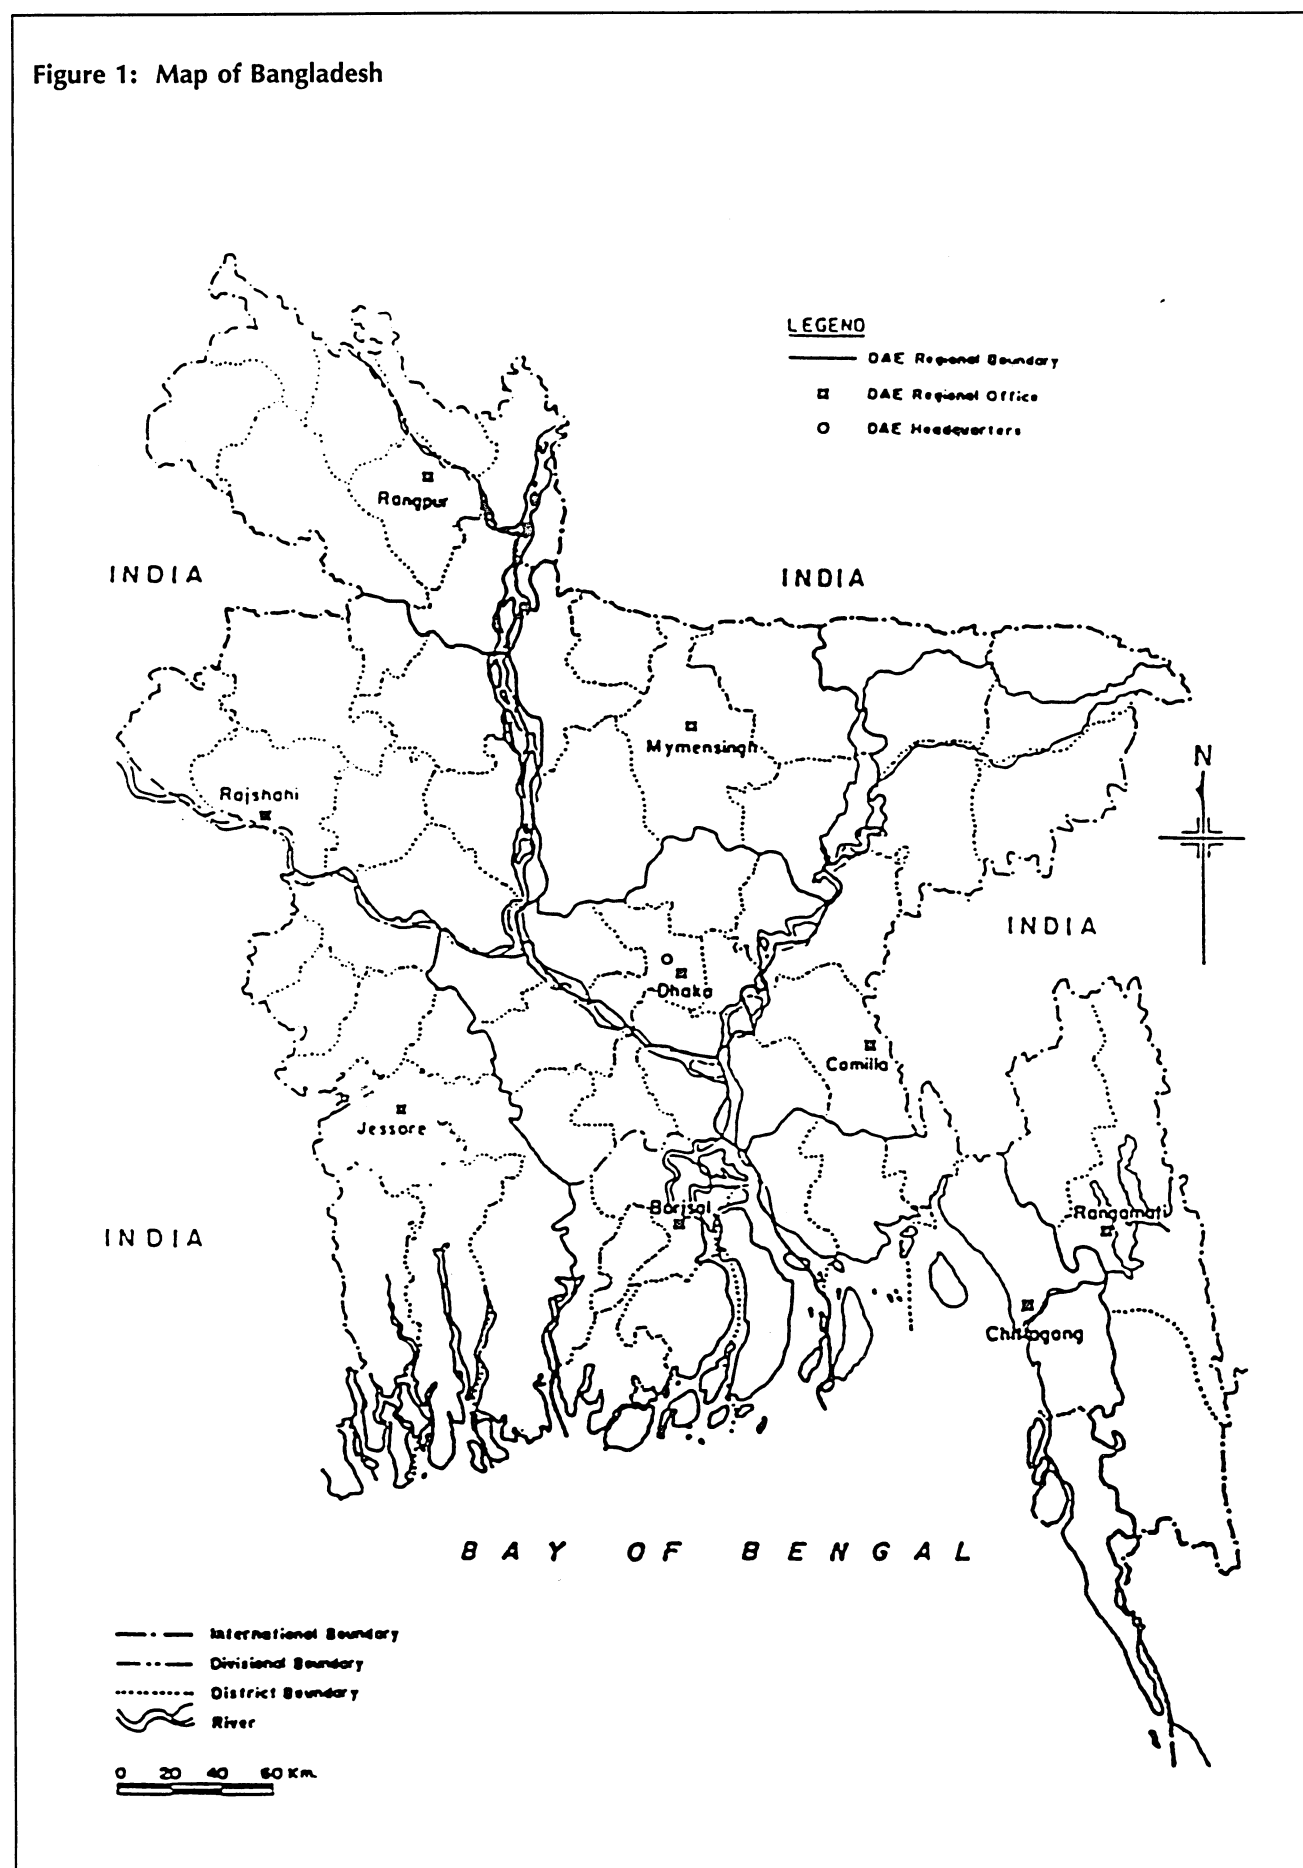 Figure 1: Map of Bangladesh
LEGEND
DAE Regional Boundary
DAE Regional Office
DAE Headquarters
Rangpur
INDIA
INDIA
Mymensingh
N
Rajshahi
INDIA
Dhaka
Comilla
Jessore
Barisal
Rangamati
INDIA
Chittagong
BAY OF BENGAL
International Boundary
Divisional Boundary
District Boundary
River
0 20 40 60 Km.